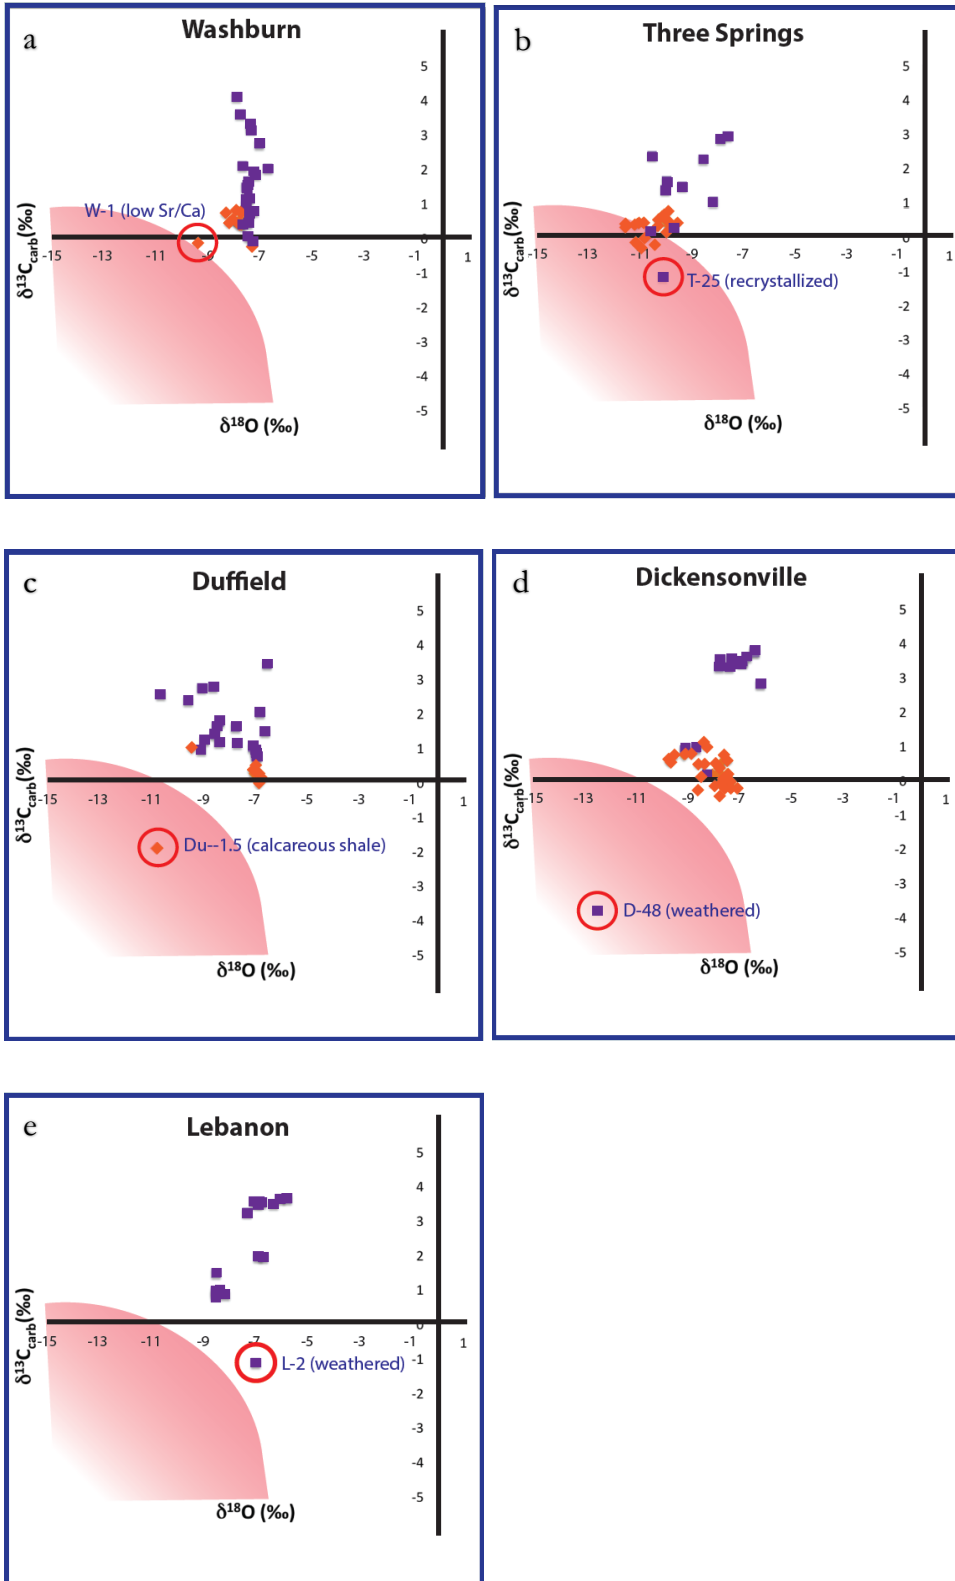 a
Washburn
5
4
3
2
1
W-1 (low Sr/Ca)
0
-15 -13 -11 -9 -7 -5 -3 -1 1
-1
-2
-3
-4
-5
δ13Ccarb(‰)
δ18O (‰)
b
Three Springs
5
4
3
2
1
0
-15 -13 -11 -9 -7 -5 -3 -1 1
-1
T-25 (recrystallized)
-2
-3
-4
-5
δ13Ccarb(‰)
δ18O (‰)
c
Duffield
5
4
3
2
1
0
-15 -13 -11 -9 -7 -5 -3 -1 1
-1
Du--1.5 (calcareous shale)
-2
-3
-4
-5
δ13Ccarb(‰)
δ18O (‰)
d
Dickensonville
5
4
3
2
1
0
-15 -13 -11 -9 -7 -5 -3 -1 1
-1
-2
-3
D-48 (weathered)
-4
-5
δ13Ccarb(‰)
δ18O (‰)
e
Lebanon
5
4
3
2
1
0
-15 -13 -11 -9 -7 -5 -3 -1 1
L-2 (weathered)
-1
-2
-3
-4
-5
δ13Ccarb(‰)
δ18O (‰)